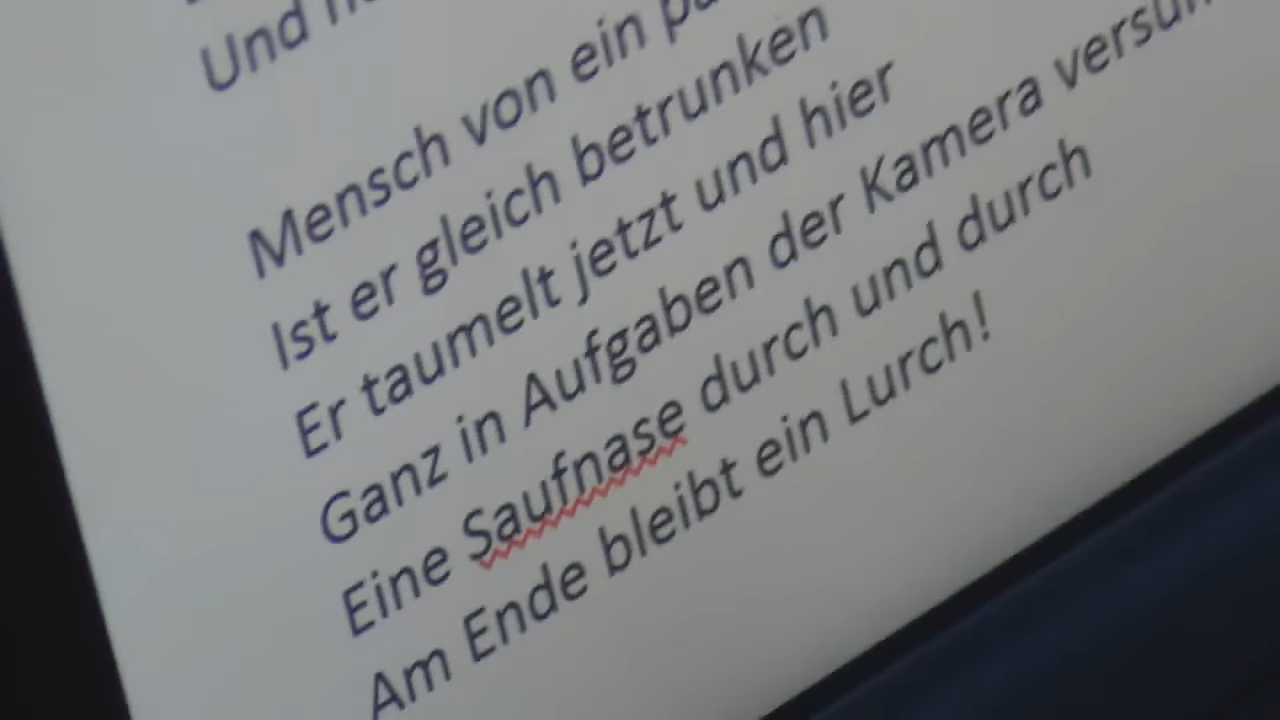 Und
Mensch von ein
Ist er gleich betrunken
Er taumelt jetzt und hier
Ganz in Aufgaben der Kamera
Eine Saufnase durch und durch
Am Ende bleibt ein Lurch!